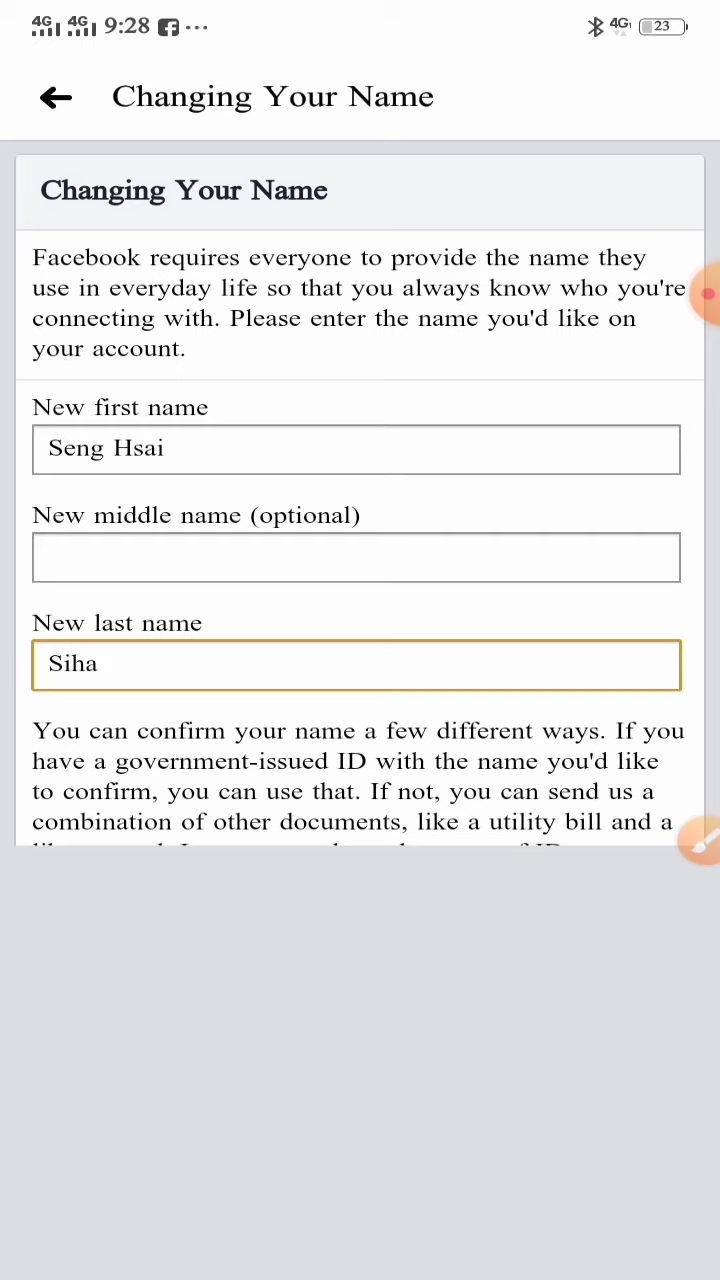 4G 4G 9:28 ...
4G 23
Changing Your Name
Changing Your Name
Facebook requires everyone to provide the name they
use in everyday life so that you always know who you're
connecting with. Please enter the name you'd like on
your account.
New first name
Seng Hsai
New middle name (optional)
New last name
Siha
You can confirm your name a few different ways. If you
have a government-issued ID with the name you'd like
to confirm, you can use that. If not, you can send us a
combination of other documents, like a utility bill and a